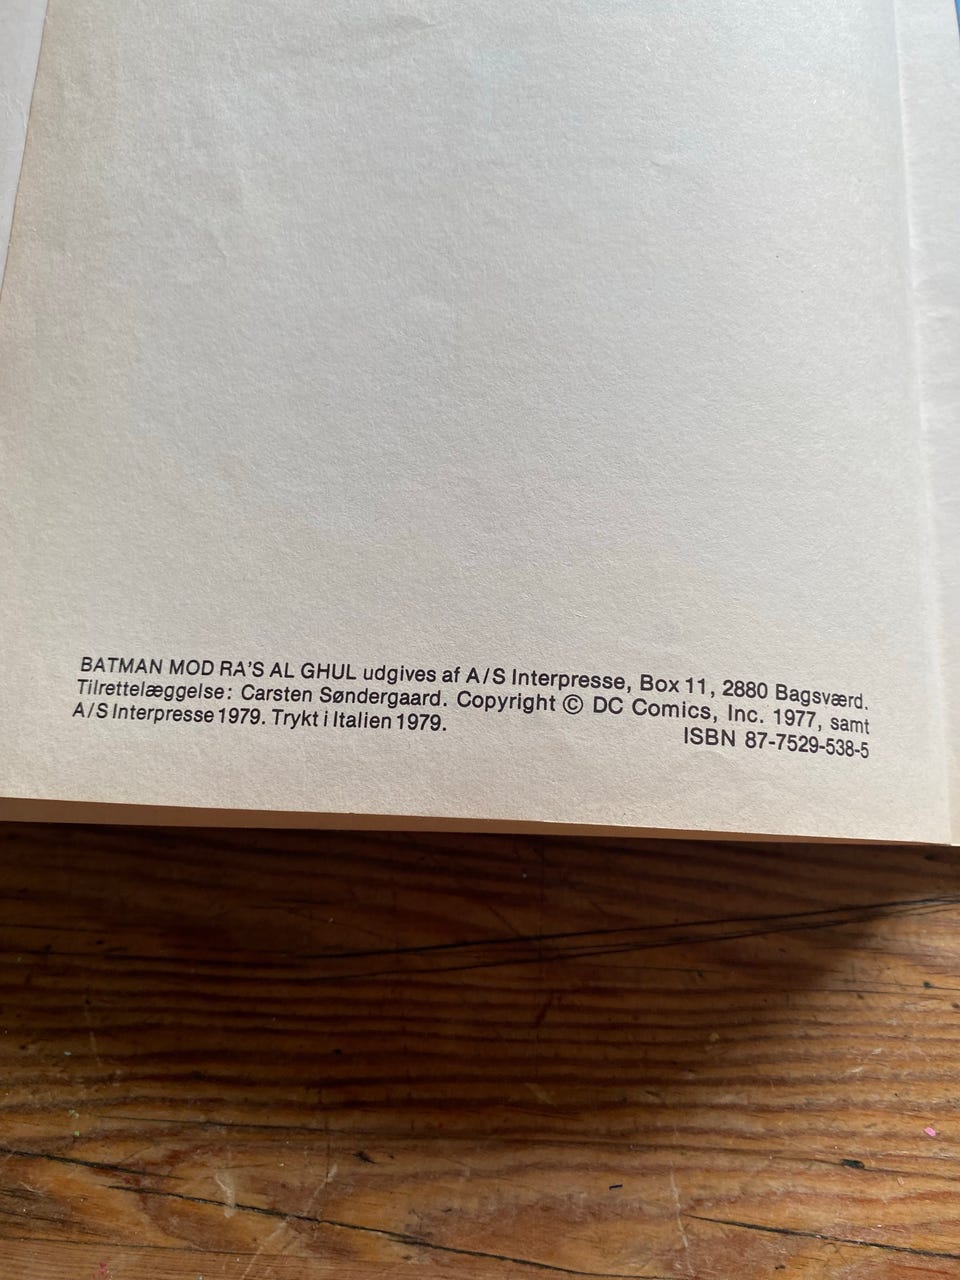 BATMAN MOD RA'S AL GHUL udgives af A/S Interpresse, Box 11, 2880 Bagsværd.
Tilrettelæggelse: Carsten Søndergaard. Copyright © DC Comics, Inc. 1977, samt
A/S Interpresse 1979. Trykt i Italien 1979.
ISBN 87-7529-538-5